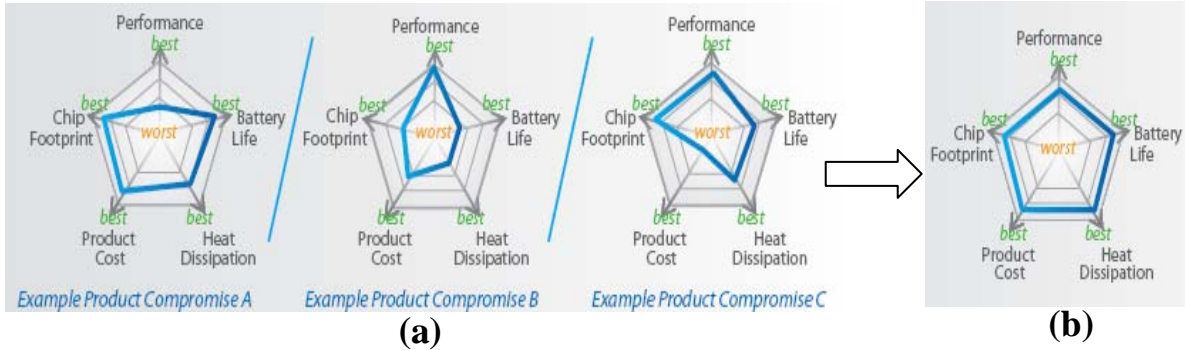 Performance
best
best
best
Chip
Footprint
worst
Battery
Life
best
best
Product
Cost
Heat
Dissipation
Example Product Compromise A
Performance
best
best
best
Chip
Footprint
worst
Battery
Life
best
best
Product
Cost
Heat
Dissipation
Example Product Compromise B
Performance
best
best
best
Chip
Footprint
worst
Battery
Life
best
best
Product
Cost
Heat
Dissipation
Example Product Compromise C
(a)
Performance
best
best
best
Chip
Footprint
worst
Battery
Life
best
best
Product
Cost
Heat
Dissipation
(b)